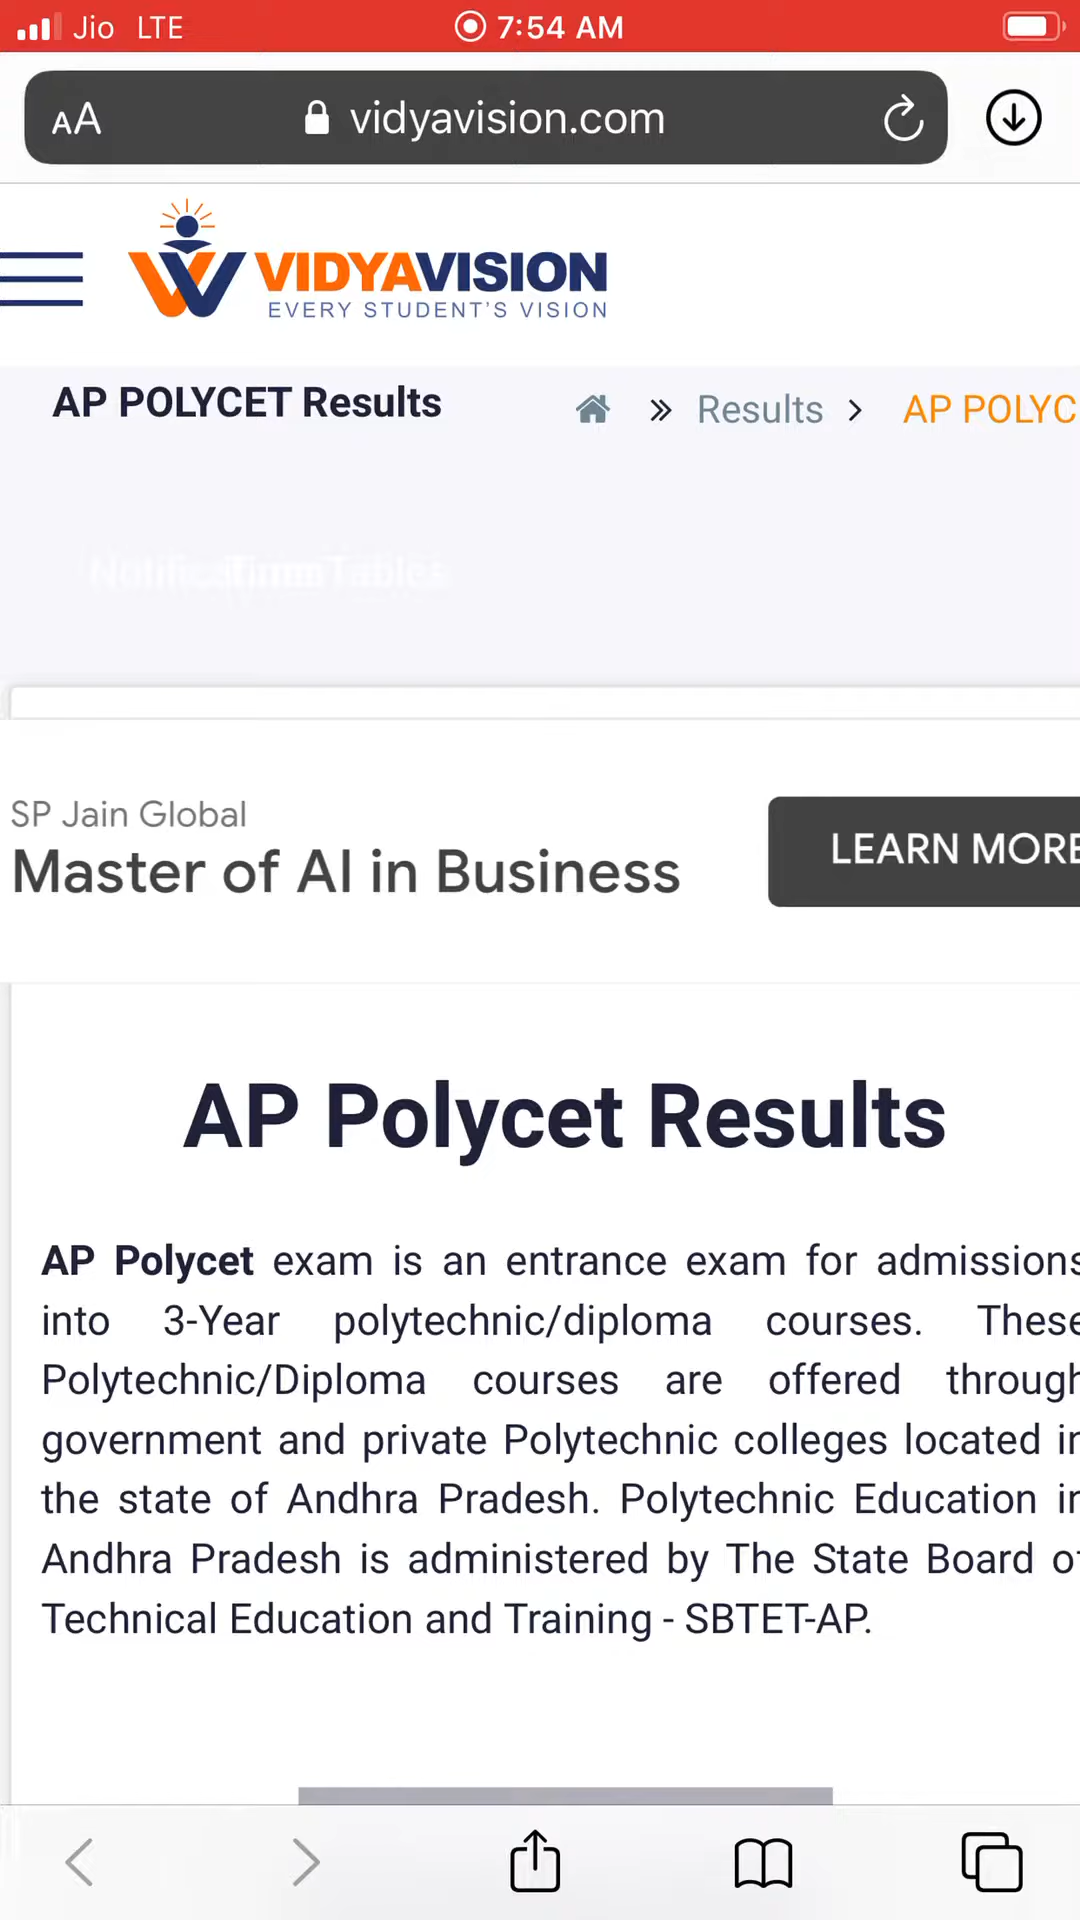 Jio LTE 7:54 AM
AA vidyavision.com
VIDYAVISION
EVERY STUDENT'S VISION
AP POLYCET Results » Results > AP POLYC
Notifications Time Tables
SP Jain Global
Master of AI in Business
LEARN MORE
AP Polycet Results
AP Polycet exam is an entrance exam for admissions
into 3-Year polytechnic/diploma courses. These
Polytechnic/Diploma courses are offered through
government and private Polytechnic colleges located in
the state of Andhra Pradesh. Polytechnic Education in
Andhra Pradesh is administered by The State Board of
Technical Education and Training - SBTET-AP.